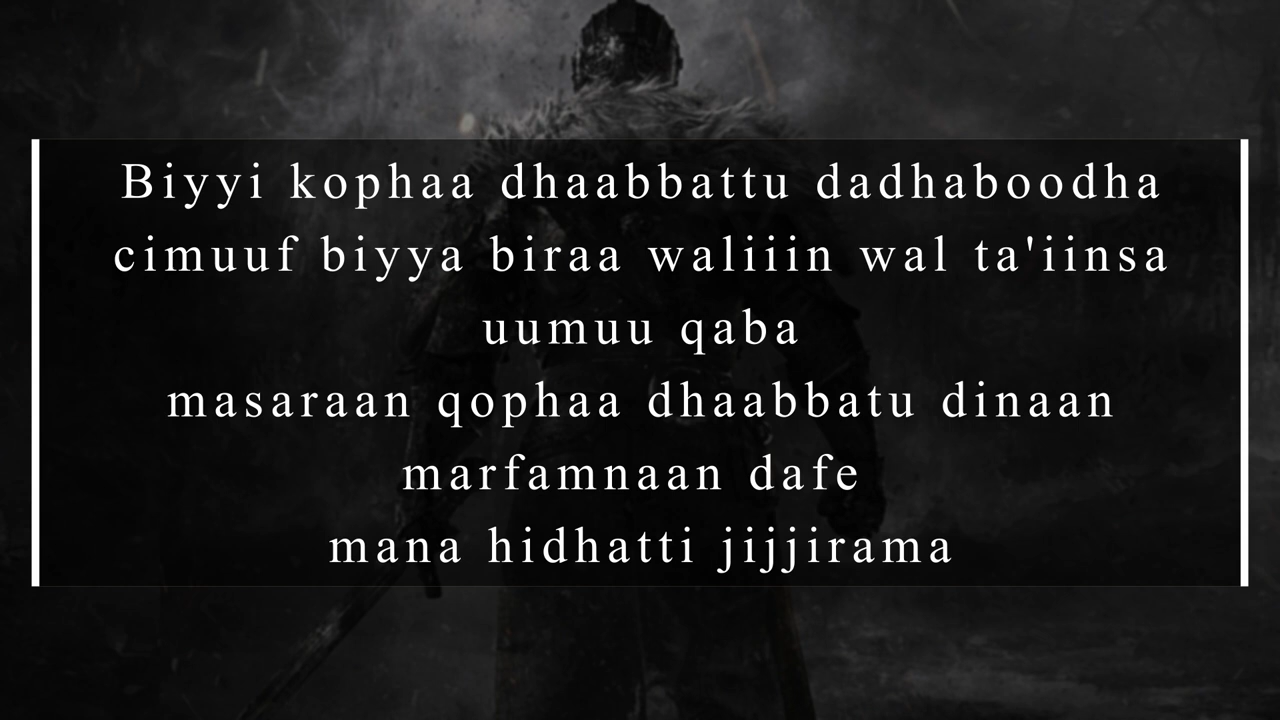 Biyyi kophaa dhaabbattu dadhaboodha
cimuuf biyya biraa waliiin wal ta'iinsa
uumuu qaba
masaraan qophaa dhaabbatu dinaan
marfamnaan dafe
mana hidhatti jijjirama